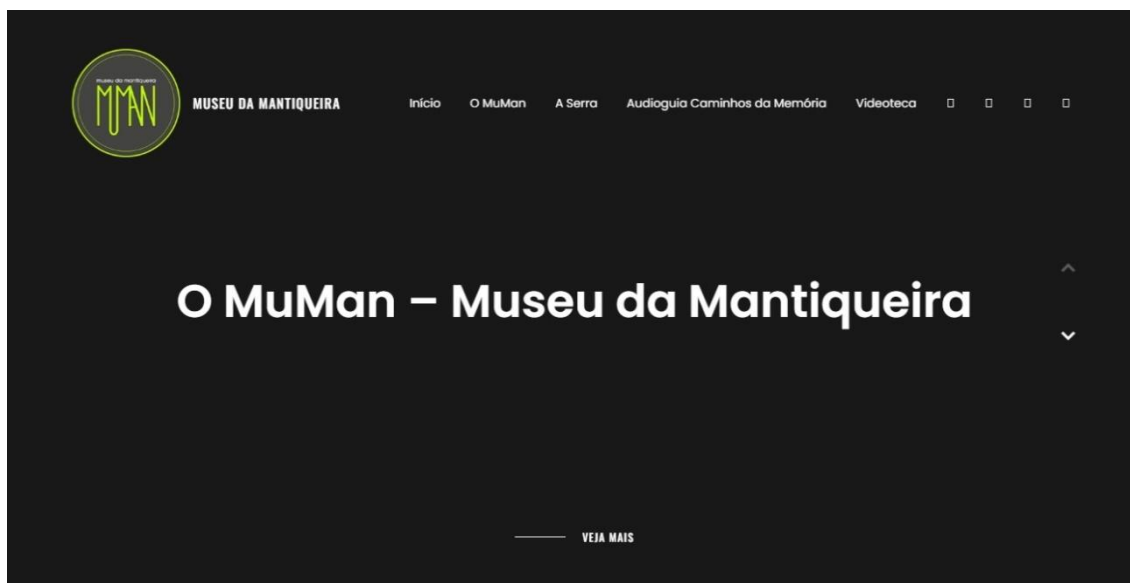 museu da mantiqueira
MUMAN
MUSEU DA MANTIQUEIRA
Início O MuMan A Serra Audioguia Caminhos da Memória Videoteca
O MuMan – Museu da Mantiqueira
VEJA MAIS